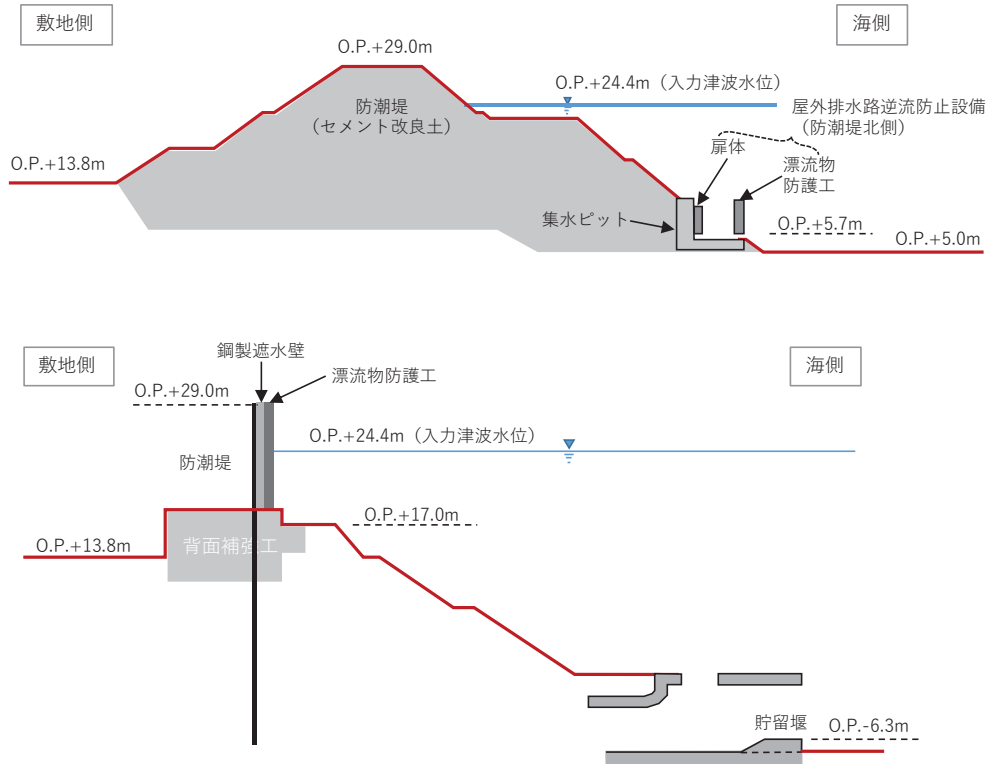 敷地側
海側
O.P.+29.0m
O.P.+24.4m（入力津波水位）
防潮堤
（セメント改良土）
屋外排水路逆流防止設備
（防潮堤北側）
扉体
漂流物
防護工
O.P.+13.8m
集水ピット
O.P.+5.7m
O.P.+5.0m
敷地側
鋼製遮水壁
海側
漂流物防護工
O.P.+29.0m
O.P.+24.4m（入力津波水位）
防潮堤
O.P.+17.0m
O.P.+13.8m
背面補強工
貯留堰
O.P.-6.3m